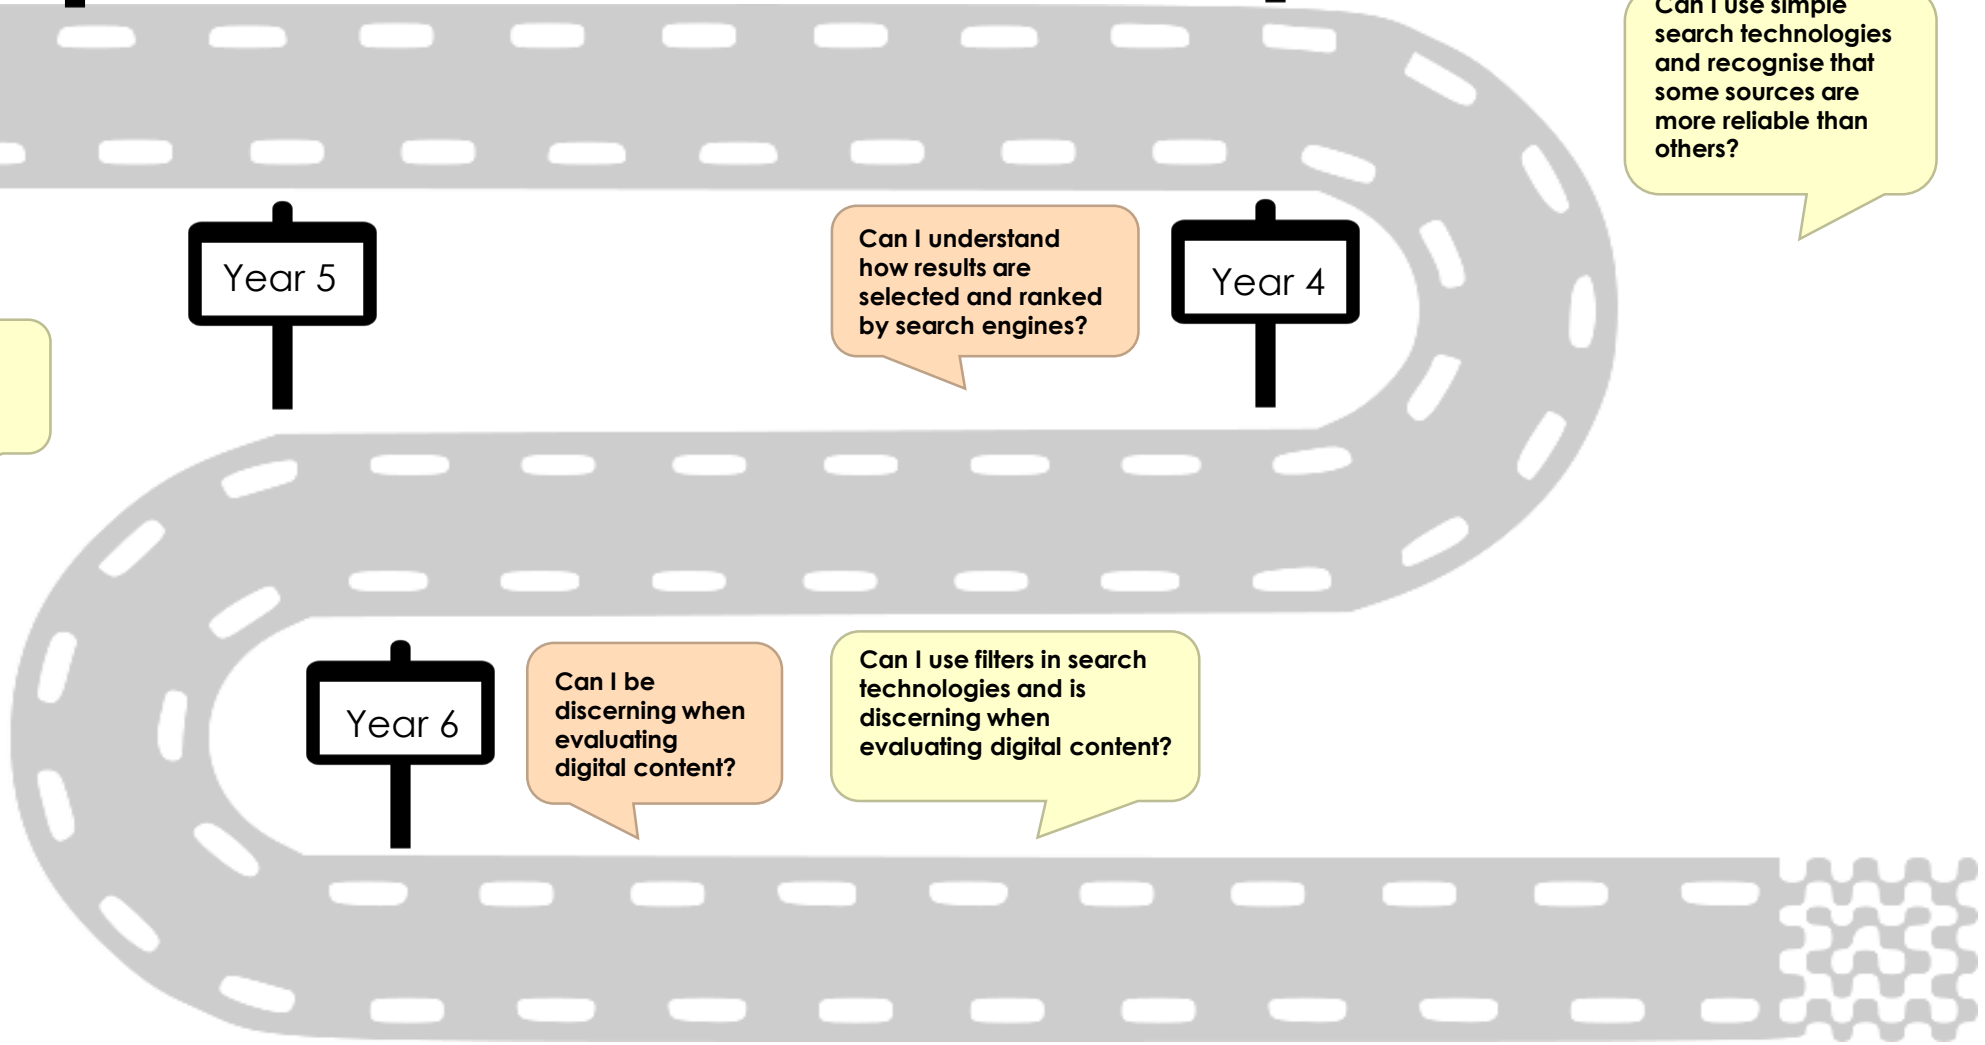 Can I use simple
search technologies
and recognise that
some sources are
more reliable than
others?
Year 5
Can I understand
how results are
selected and ranked
by search engines?
Year 4
Year 6
Can I be
discerning when
evaluating
digital content?
Can I use filters in search
technologies and is
discerning when
evaluating digital content?